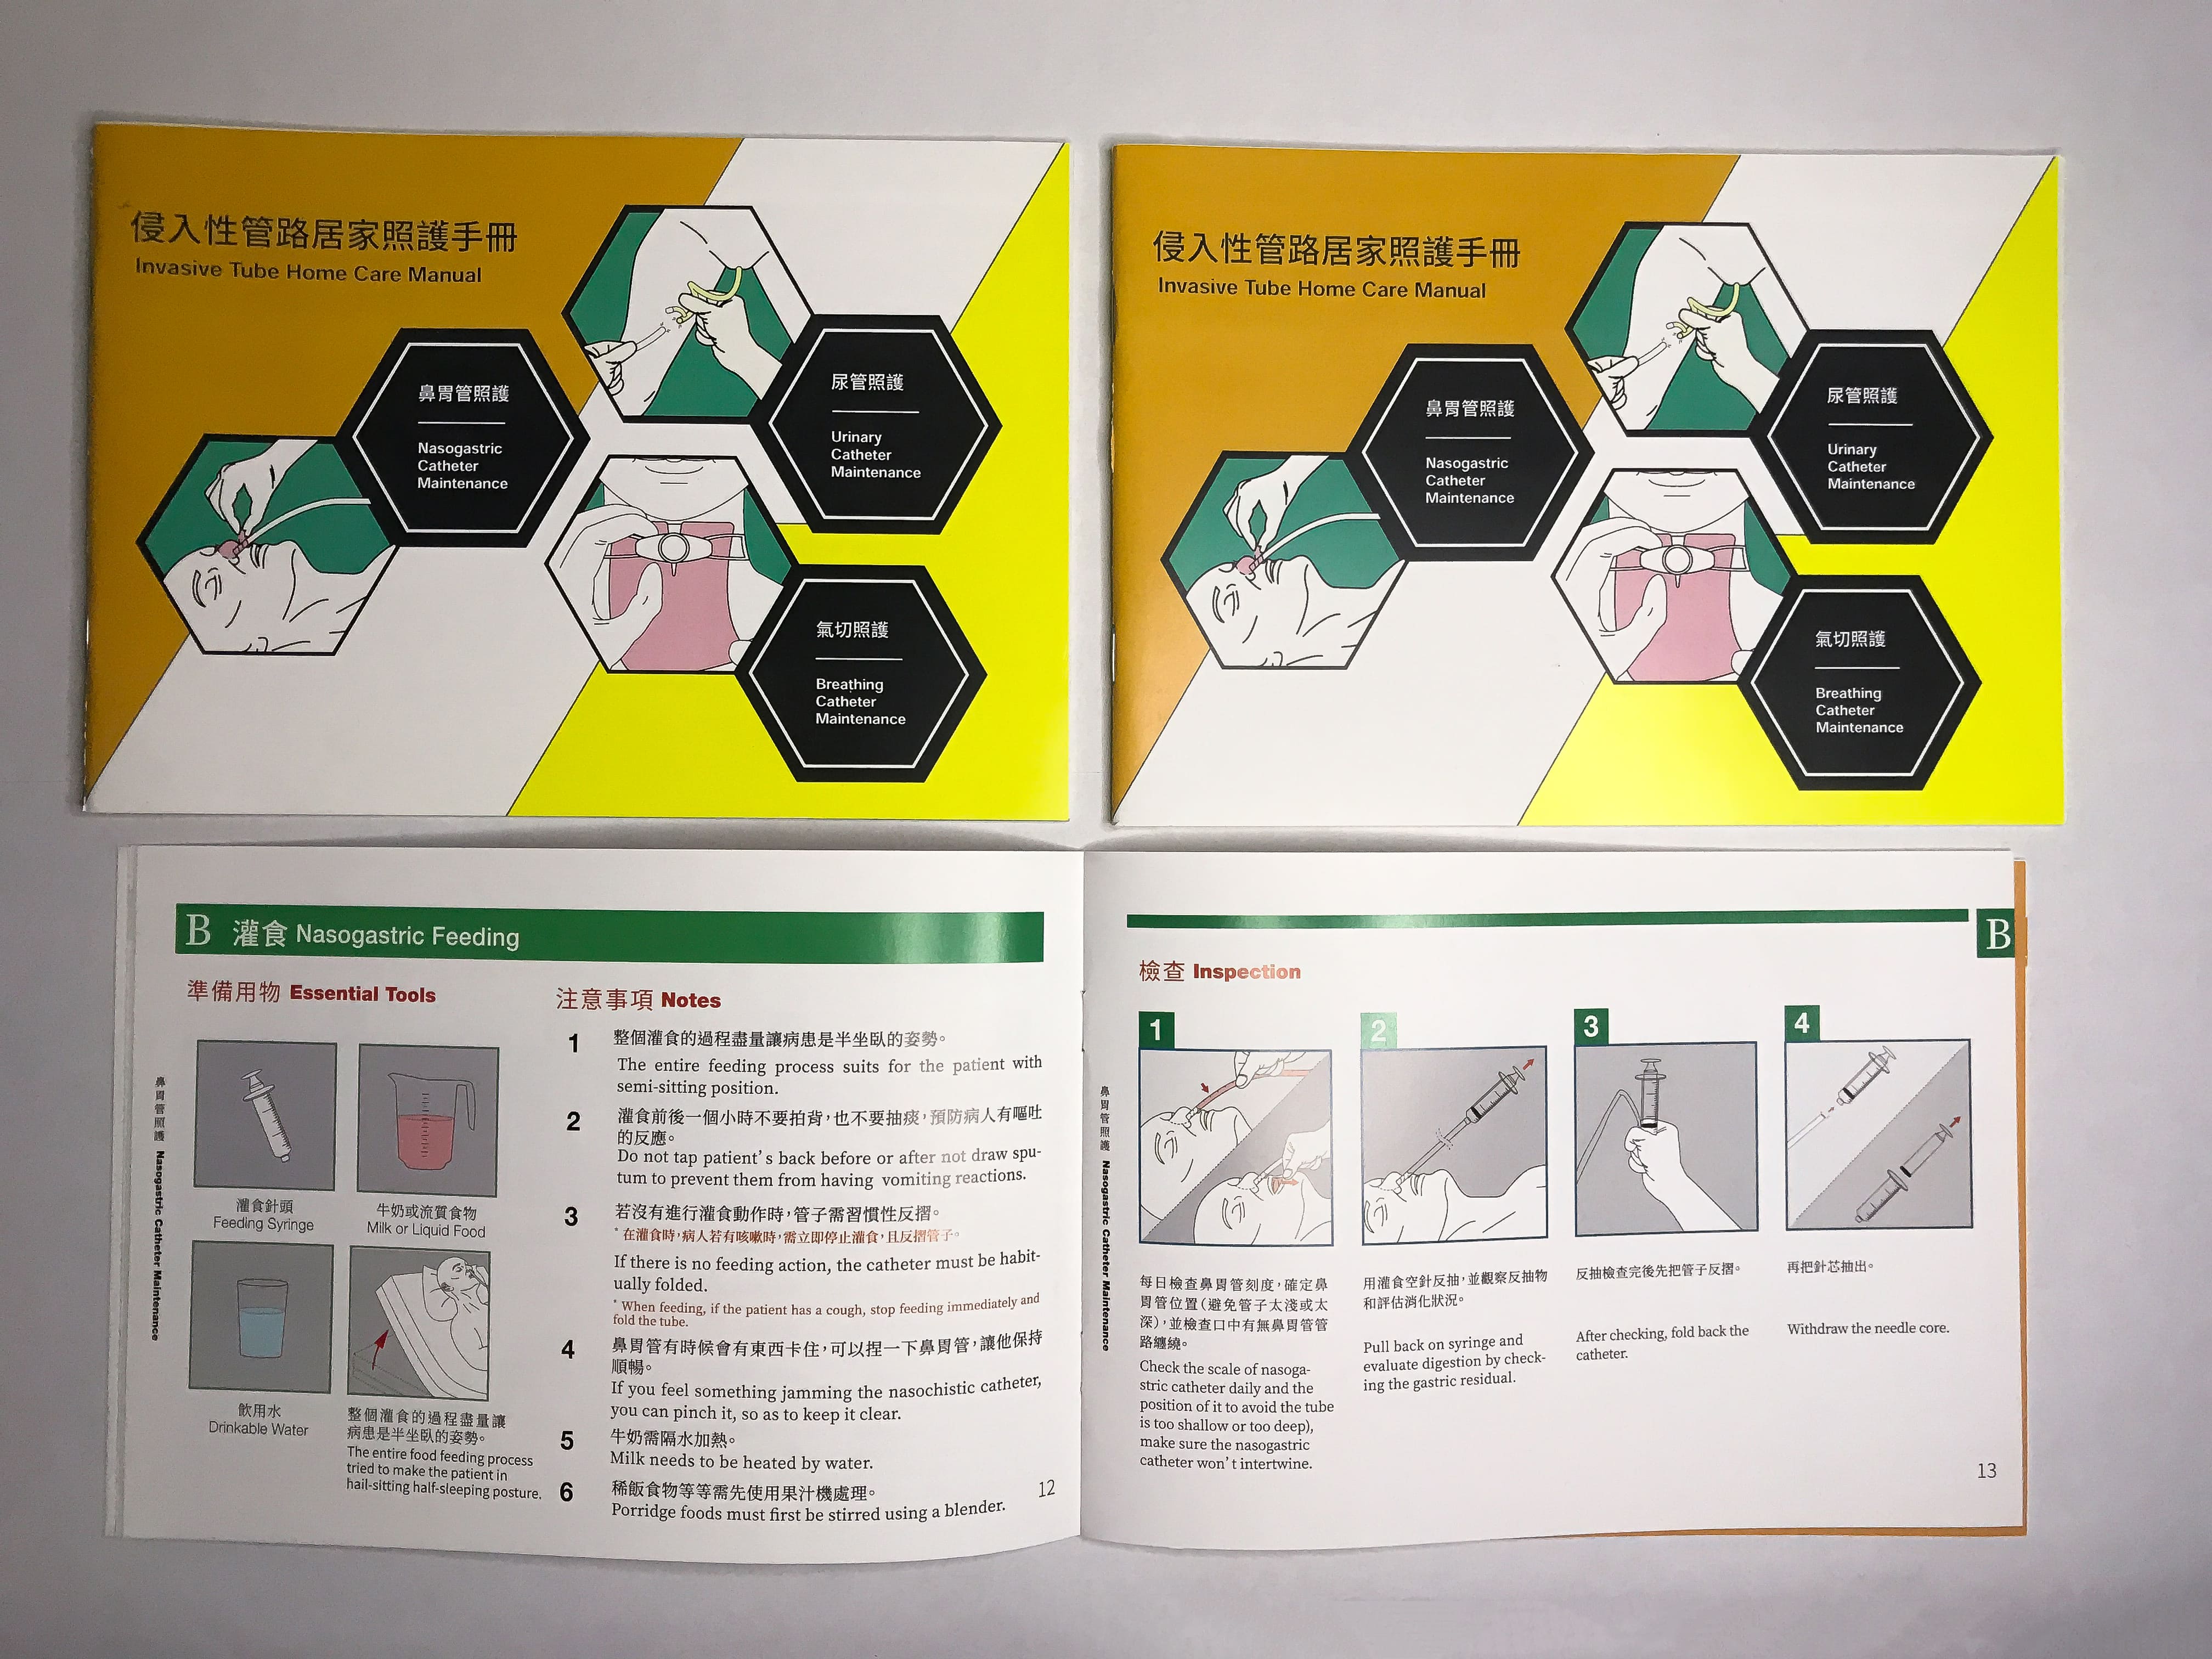 侵入性管路居家照護手冊
Invasive Tube Home Care Manual
鼻胃管照護
Nasogastric
Catheter
Maintenance
尿管照護
Urinary
Catheter
Maintenance
氣切照護
Breathing
Catheter
Maintenance
侵入性管路居家照護手冊
Invasive Tube Home Care Manual
鼻胃管照護
Nasogastric
Catheter
Maintenance
尿管照護
Urinary
Catheter
Maintenance
氣切照護
Breathing
Catheter
Maintenance
B 灌食 Nasogastric Feeding
鼻胃管照護 Nasogastric Catheter Maintenance
準備用物 Essential Tools
灌食針頭
Feeding Syringe
牛奶或流質食物
Milk or Liquid Food
飲用水
Drinkable Water
整個灌食的過程盡量讓
病患是半坐臥的姿勢。
The entire food feeding process
tried to make the patient in
hail-sitting half-sleeping posture.
注意事項 Notes
1 整個灌食的過程盡量讓病患是半坐臥的姿勢。
The entire feeding process suits for the patient with
semi-sitting position.
2 灌食前後一個小時不要拍背，也不要抽痰，預防病人有嘔吐
的反應。
Do not tap patient's back before or after not draw spu-
tum to prevent them from having vomiting reactions.
3 若沒有進行灌食動作時，管子需習慣性反摺。
*在灌食時，病人若有咳嗽時，需立即停止灌食，且反摺管子。
If there is no feeding action, the catheter must be habit-
ually folded.
* When feeding, if the patient has a cough, stop feeding immediately and
fold the tube.
4 鼻胃管有時候會有東西卡住，可以捏一下鼻胃管，讓他保持
順暢。
If you feel something jamming the nasochistic catheter,
you can pinch it, so as to keep it clear.
5 牛奶需隔水加熱。
Milk needs to be heated by water.
6 稀飯食物等等需先使用果汁機處理。
Porridge foods must first be stirred using a blender.
12
B
鼻胃管照護 Nasogastric Catheter Maintenance
檢查 Inspection
1
每日檢查鼻胃管刻度，確定鼻
胃管位置（避免管子太淺或太
深），並檢查口中有無鼻胃管管
路纏繞。
Check the scale of nasoga-
stric catheter daily and the
position of it to avoid the tube
is too shallow or too deep),
make sure the nasogastric
catheter won't intertwine.
2
用灌食空針反抽，並觀察反抽物
和評估消化狀況。
Pull back on syringe and
evaluate digestion by check-
ing the gastric residual.
3
反抽檢查完後先把管子反摺。
After checking, fold back the
catheter.
4
再把針芯抽出。
Withdraw the needle core.
13